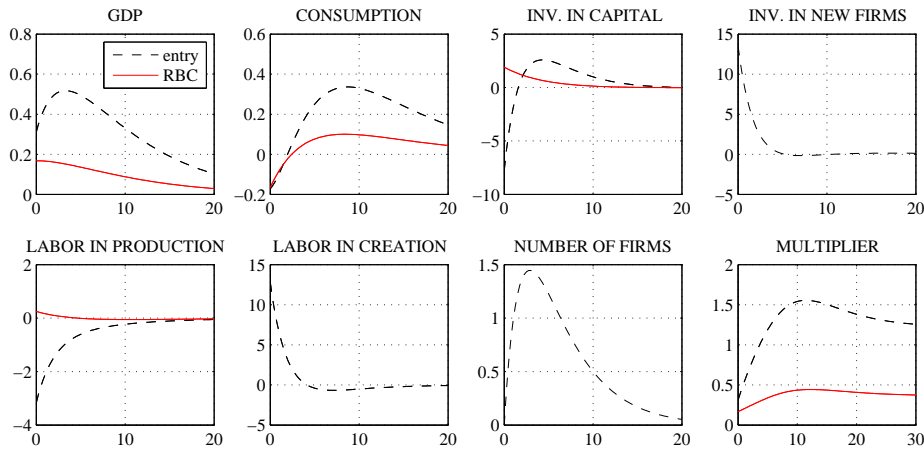 GDP CONSUMPTION INV. IN CAPITAL INV. IN NEW FIRMS
0.8 0.6 5 15
entry
RBC
0.6 0.4 0 10
0.4 0.2 −5 5
0.2 0 0
0 −0.2 −10 −5
0 10 20 0 10 20 0 10 20 0 10 20
LABOR IN PRODUCTION LABOR IN CREATION NUMBER OF FIRMS MULTIPLIER
2 15 1.5 2
0 10 1 1.5
−2 5 0.5 1
0 0.5
−4 −5 0 0
0 10 20 0 10 20 0 10 20 0 10 20 30